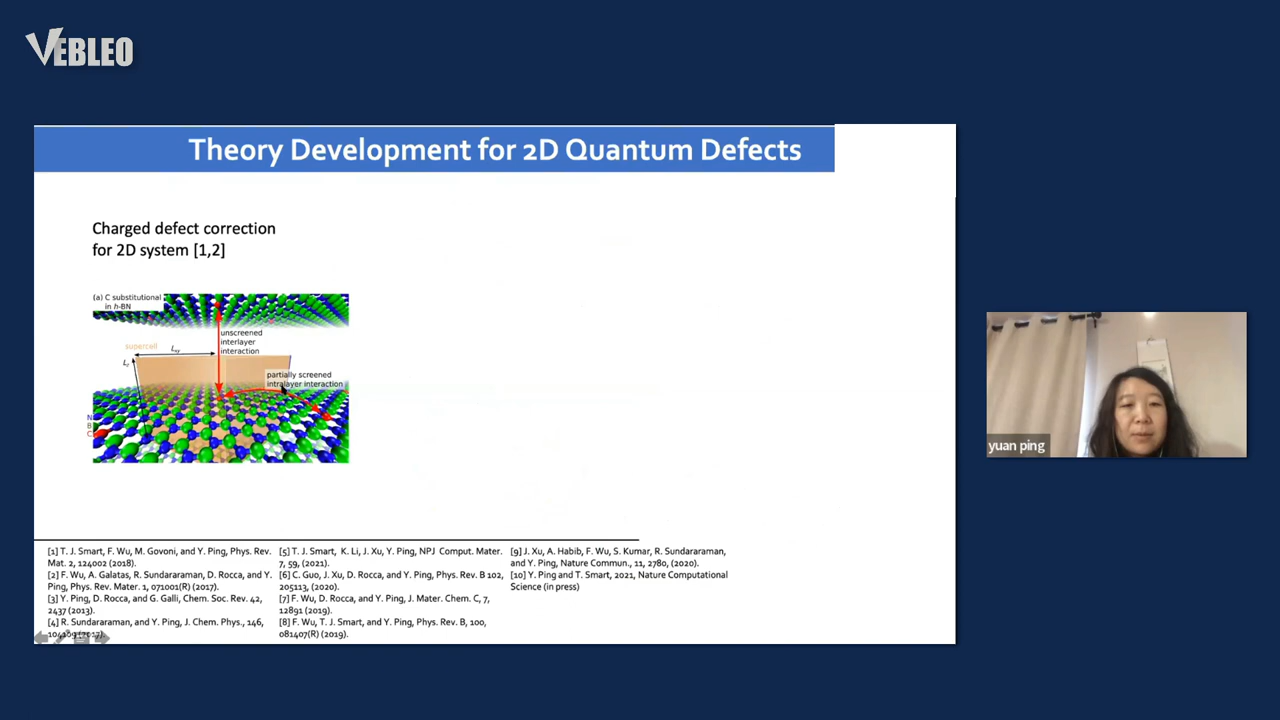 VEBLEO
Theory Development for 2D Quantum Defects
Charged defect correction
for 2D system [1,2]
(a) C substitutional
in h-BN
unscreened
interlayer
interaction
supercell
Lxy
Lz
partially screened
intralayer interaction
N
B
C
yuan ping
[1] T. J. Smart, F. Wu, M. Govoni, and Y. Ping, Phys. Rev.
Mat. 2, 124002 (2018).
[2] F. Wu, A. Galatas, R. Sundararaman, D. Rocca, and Y.
Ping, Phys. Rev. Mater. 1, 071001(R) (2017).
[3] Y. Ping, D. Rocca, and G. Galli, Chem. Soc. Rev. 42,
2437 (2013).
[4] R. Sundararaman, and Y. Ping, J. Chem. Phys., 146,
104109 (2017).
[5] T. J. Smart, K. Li, J. Xu, Y. Ping, NPJ Comput. Mater.
7, 59, (2021).
[6] C. Guo, J. Xu, D. Rocca, and Y. Ping, Phys. Rev. B 102,
205113, (2020).
[7] F. Wu, D. Rocca, and Y. Ping, J. Mater. Chem. C, 7,
12891 (2019).
[8] F. Wu, T. J. Smart, and Y. Ping, Phys. Rev. B, 100,
081407(R) (2019).
[9] J. Xu, A. Habib, F. Wu, S. Kumar, R. Sundararaman,
and Y. Ping, Nature Commun., 11, 2780, (2020).
[10] Y. Ping and T. Smart, 2021, Nature Computational
Science (in press)